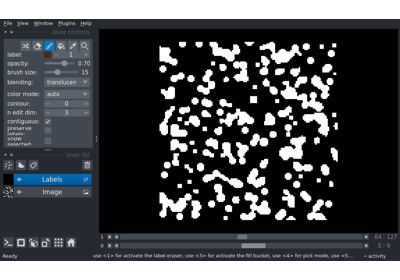 File View Window Plugins Help
layer controls
label: 1
opacity: 0.70
brush size: 15
blending: translucen
color mode: auto
contour: 0
n edit dim: 3
contiguous:
preserve labels:
show selected:
layer list
Labels
Image
1 64 127
0 5 9
Ready use <1> for activate the label eraser, use <3> for activate the fill bucket, use <4> for pick mode, use <5... activity